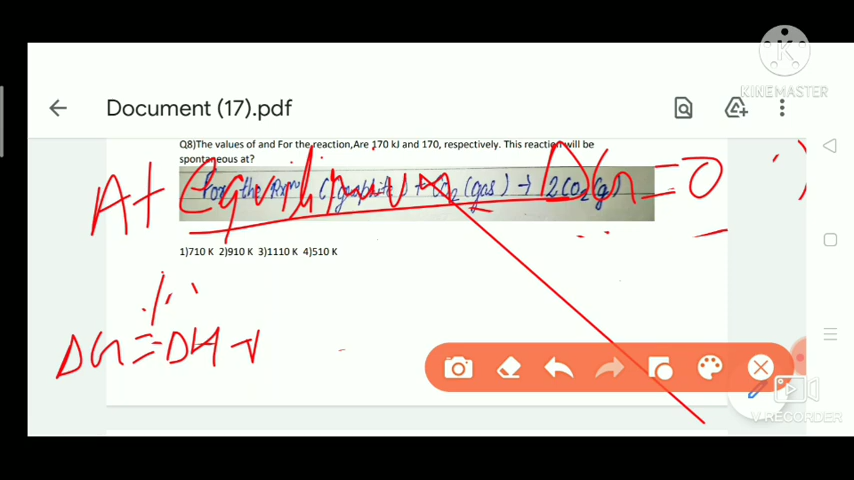 KINEMASTER
Document (17).pdf
Q8)The values of and For the reaction,Are 170 kJ and 170, respectively. This reaction will be
spontaneous at?
For the Rxn C(graphite) + CO2(gas) → 2CO2(g)
At Equilibrium ΔG = 0
1)710 K 2)910 K 3)1110 K 4)510 K
ΔG = ΔH -
V RECORDER